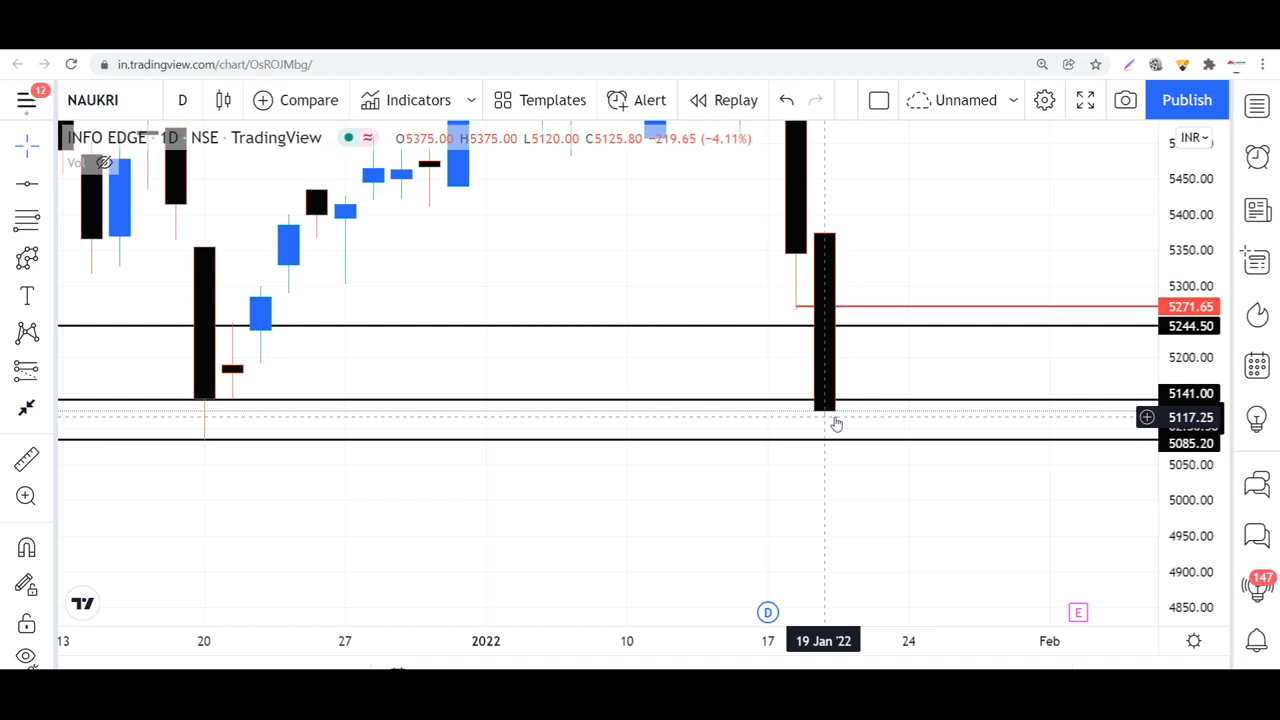 in.tradingview.com/chart/OsROJMbg/
12
NAUKRI D Compare Indicators Templates Alert Replay Unnamed Publish
INFO EDGE · 1D · NSE · TradingView O5375.00 H5375.00 L5120.00 C5125.80 −219.65 (−4.11%) INR
Vol
5450.00
5400.00
5350.00
5300.00
5271.65
5244.50
5200.00
5141.00
5117.25
5085.20
5050.00
5000.00
4950.00
4900.00
4850.00
147
D E
13 20 27 2022 10 17 19 Jan '22 24 Feb